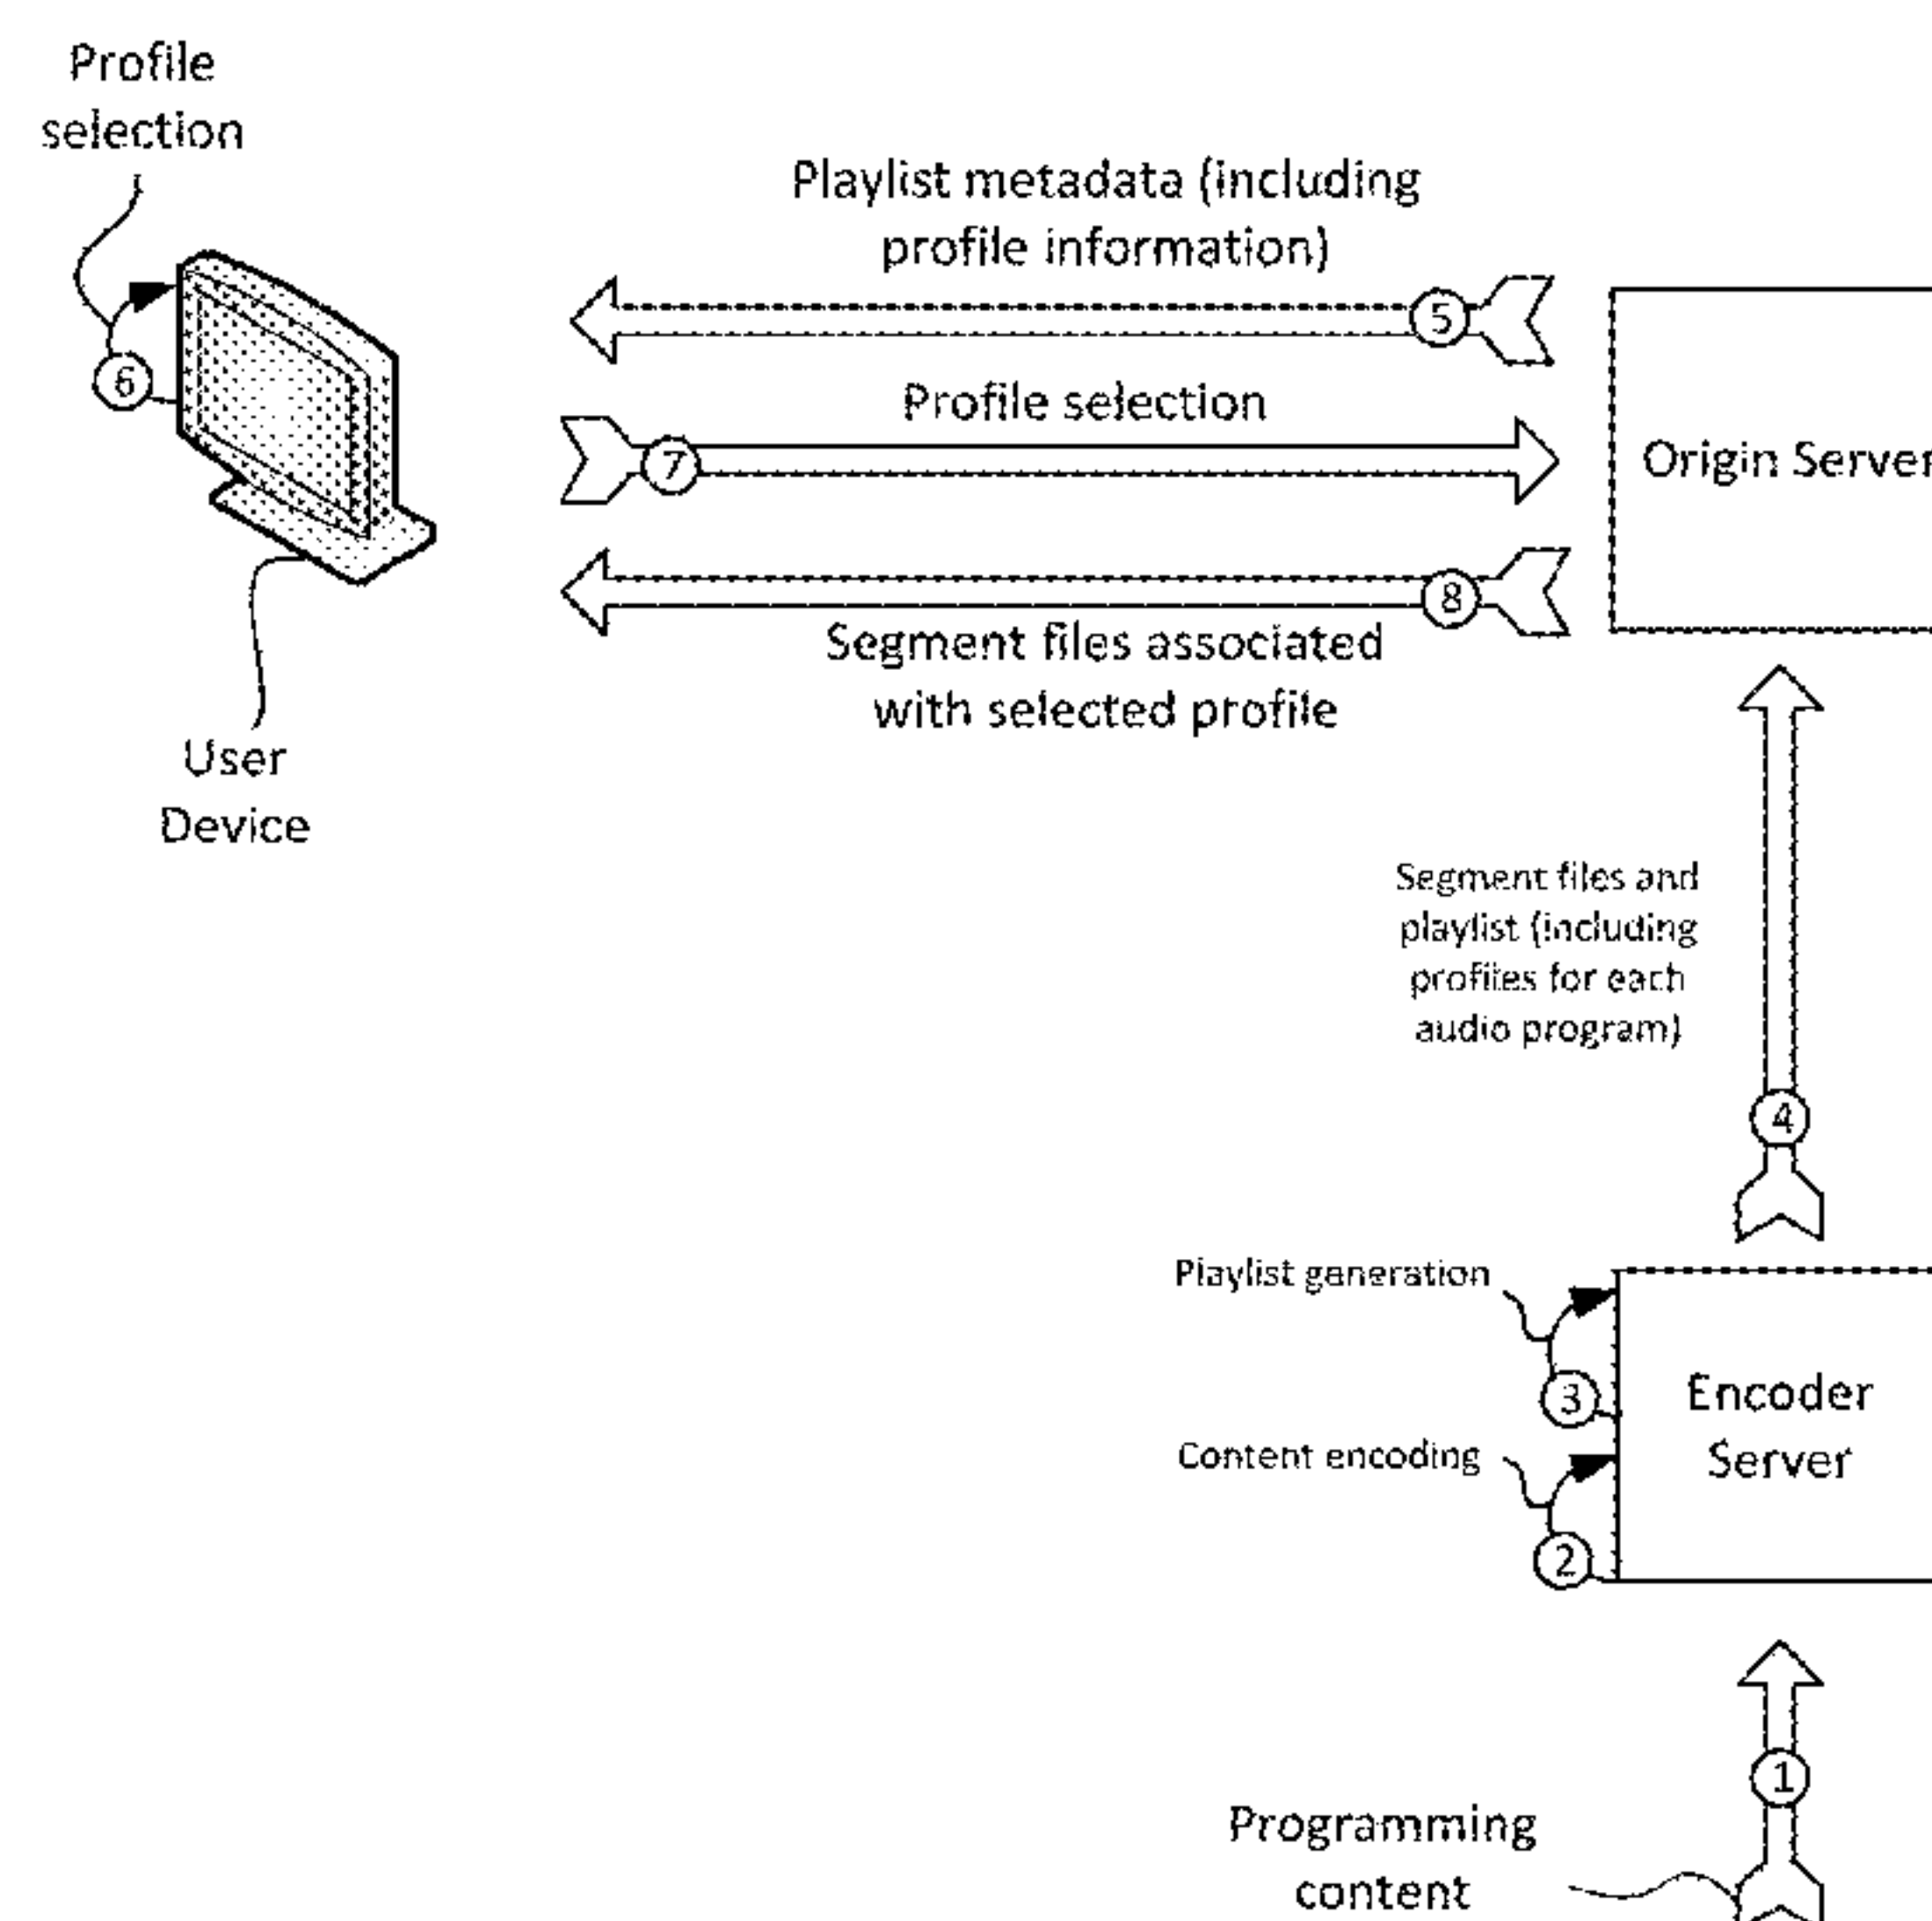 Profile
selection
Playlist metadata (including
profile information)
5
6
Profile selection
7
Origin Server
8
Segment files associated
with selected profile
User
Device
Segment files and
playlist (including
profiles for each
audio program)
4
Playlist generation
3
Encoder
Server
Content encoding
2
1
Programming
content